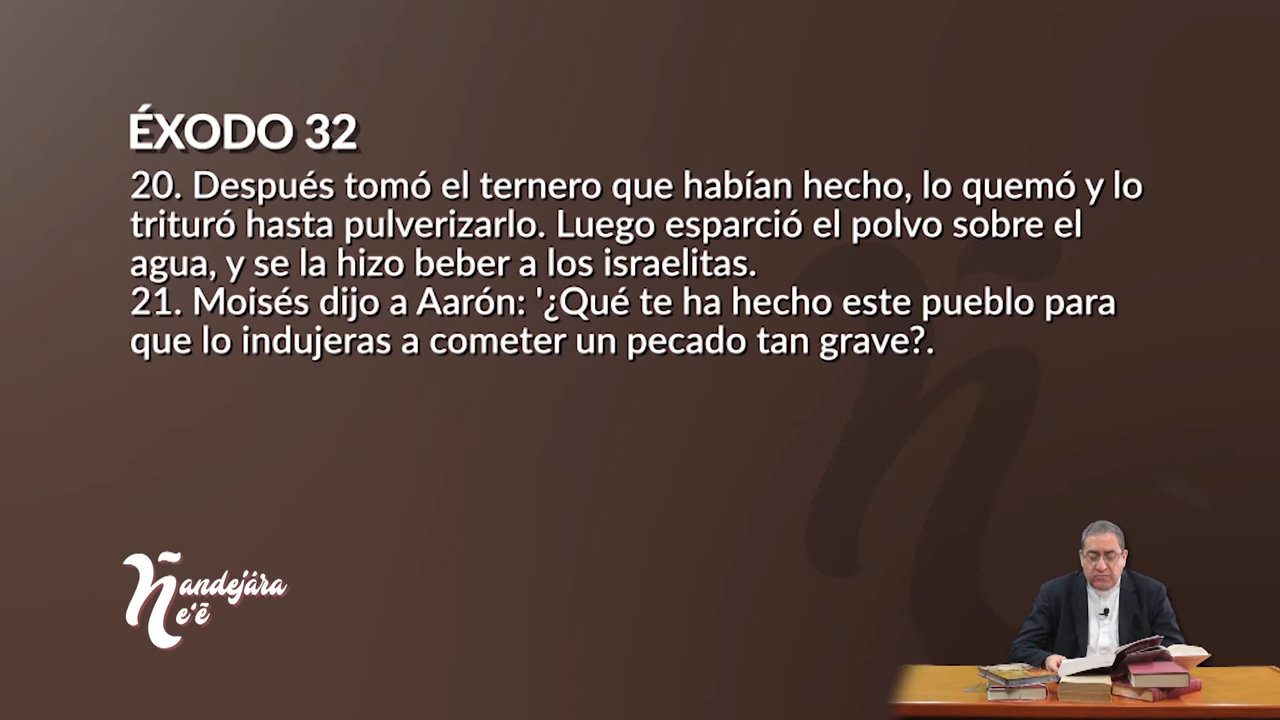 ÉXODO 32
20. Después tomó el ternero que habían hecho, lo quemó y lo
trituró hasta pulverizarlo. Luego esparció el polvo sobre el
agua, y se la hizo beber a los israelitas.
21. Moisés dijo a Aarón: '¿Qué te ha hecho este pueblo para
que lo indujeras a cometer un pecado tan grave?.
Ñandejára
Ñe'ẽ